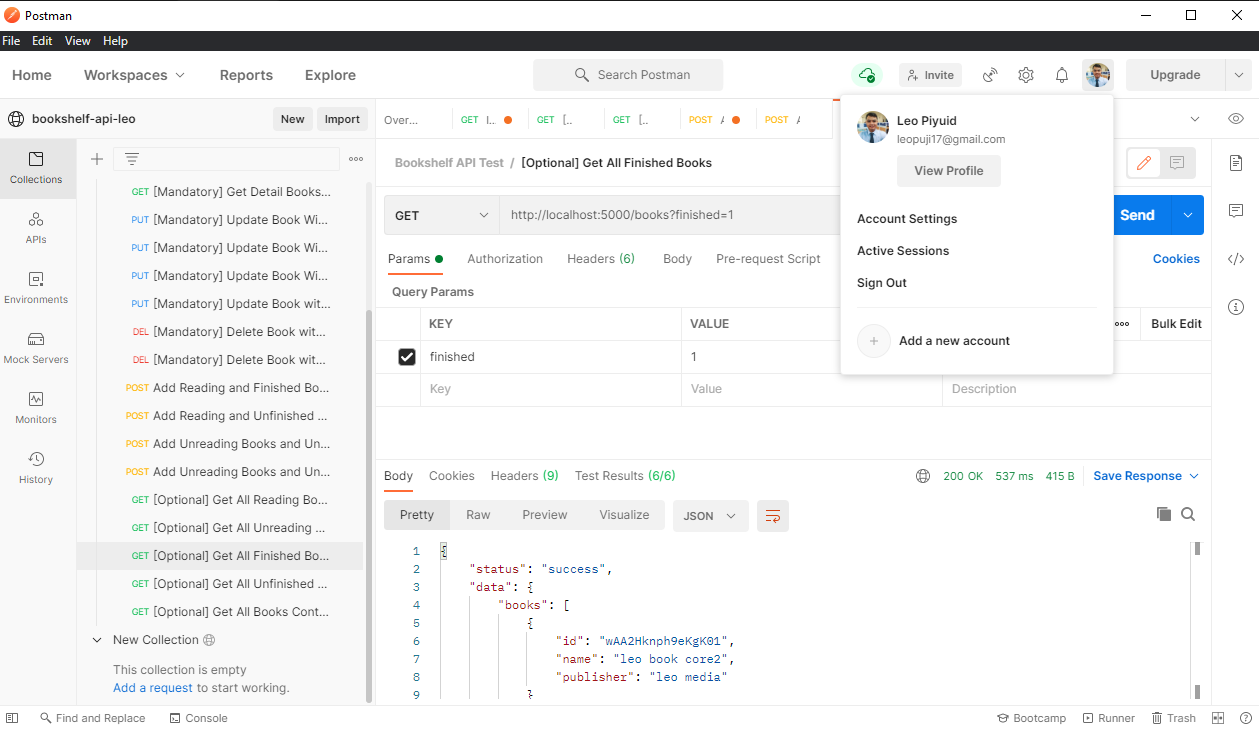 Postman
File Edit View Help
Home Workspaces Reports Explore Search Postman Invite Upgrade
bookshelf-api-leo New Import
Over... GET I... GET [.. GET [.. POST POST
Leo Piyuid
leopuji17@gmail.com
View Profile
Account Settings
Active Sessions
Sign Out
Add a new account
Collections
APIs
Environments
Mock Servers
Monitors
History
GET [Mandatory] Get Detail Books...
PUT [Mandatory] Update Book Wi...
PUT [Mandatory] Update Book Wi...
PUT [Mandatory] Update Book Wi...
PUT [Mandatory] Update Book wit...
DEL [Mandatory] Delete Book wit...
DEL [Mandatory] Delete Book wit...
POST Add Reading and Finished Bo...
POST Add Reading and Unfinished ...
POST Add Unreading Books and Un...
POST Add Unreading Books and Un...
GET [Optional] Get All Reading Bo...
GET [Optional] Get All Unreading ...
GET [Optional] Get All Finished Bo...
GET [Optional] Get All Unfinished ...
GET [Optional] Get All Books Cont...
New Collection
This collection is empty
Add a request to start working.
Bookshelf API Test / [Optional] Get All Finished Books
GET http://localhost:5000/books?finished=1 Send
Params Authorization Headers (6) Body Pre-request Script Cookies
Query Params
KEY VALUE Bulk Edit
finished 1
Key Value Description
Body Cookies Headers (9) Test Results (6/6) 200 OK 537 ms 415 B Save Response
Pretty Raw Preview Visualize JSON
1 {
2 "status": "success",
3 "data": {
4 "books": [
5 {
6 "id": "wAA2Hknph9eKgK01",
7 "name": "leo book core2",
8 "publisher": "leo media"
9 }
Find and Replace Console Bootcamp Runner Trash